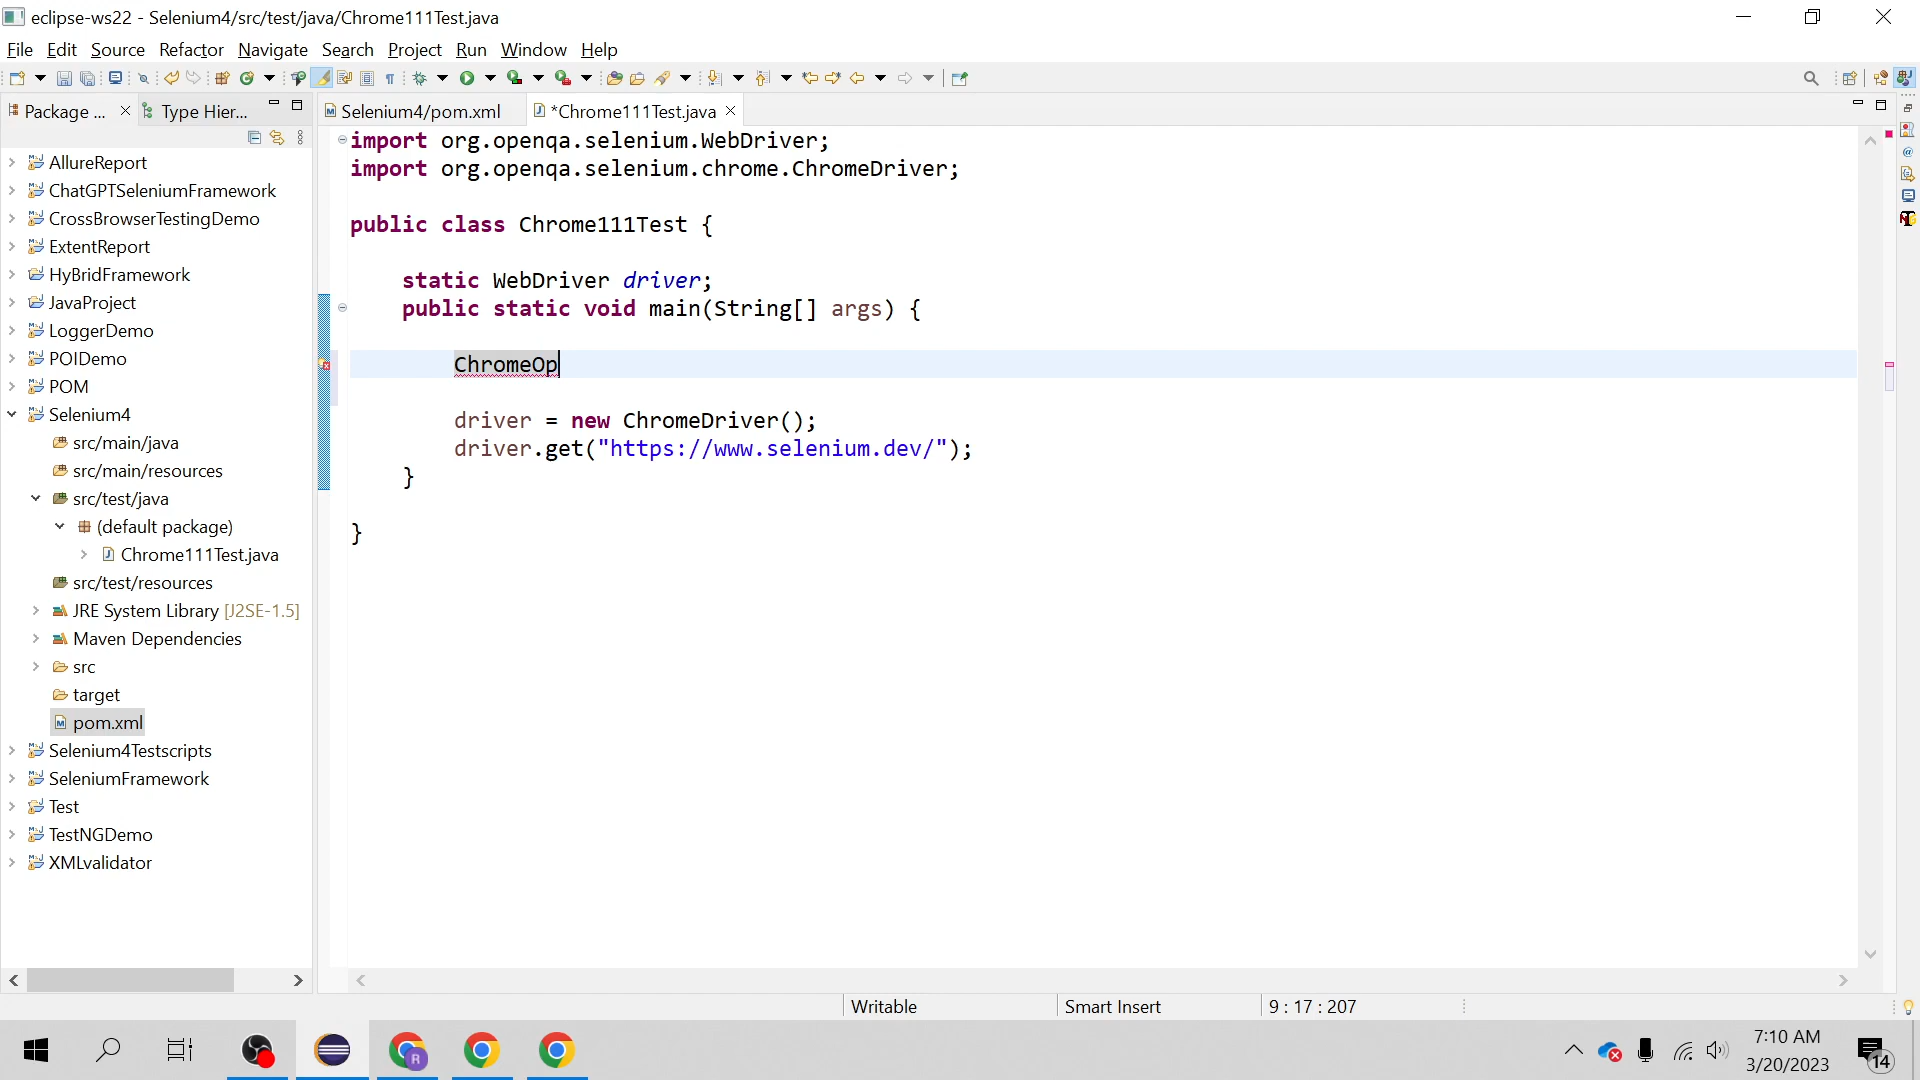 eclipse-ws22 - Selenium4/src/test/java/Chrome111Test.java
File Edit Source Refactor Navigate Search Project Run Window Help
Package ... Type Hier...
Selenium4/pom.xml *Chrome111Test.java
AllureReport
ChatGPTSeleniumFramework
CrossBrowserTestingDemo
ExtentReport
HyBridFramework
JavaProject
LoggerDemo
POIDemo
POM
Selenium4
src/main/java
src/main/resources
src/test/java
(default package)
Chrome111Test.java
src/test/resources
JRE System Library [J2SE-1.5]
Maven Dependencies
src
target
pom.xml
Selenium4Testscripts
SeleniumFramework
Test
TestNGDemo
XMLvalidator
import org.openqa.selenium.WebDriver;
import org.openqa.selenium.chrome.ChromeDriver;
public class Chrome111Test {
static WebDriver driver;
public static void main(String[] args) {
ChromeOp
driver = new ChromeDriver();
driver.get("https://www.selenium.dev/");
}
}
Writable Smart Insert 9 : 17 : 207
R
7:10 AM
3/20/2023
14